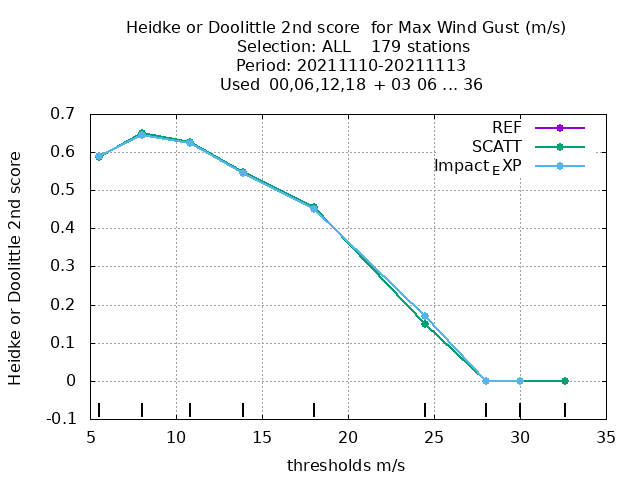 Heidke or Doolittle 2nd score  for Max Wind Gust (m/s)
Selection: ALL    179 stations
Period: 20211110-20211113
Used  00,06,12,18  + 03 06 ... 36
REF
SCATT
Impact_EXP
Heidke or Doolittle 2nd score
0.7
0.6
0.5
0.4
0.3
0.2
0.1
0
-0.1
5 10 15 20 25 30 35
thresholds m/s